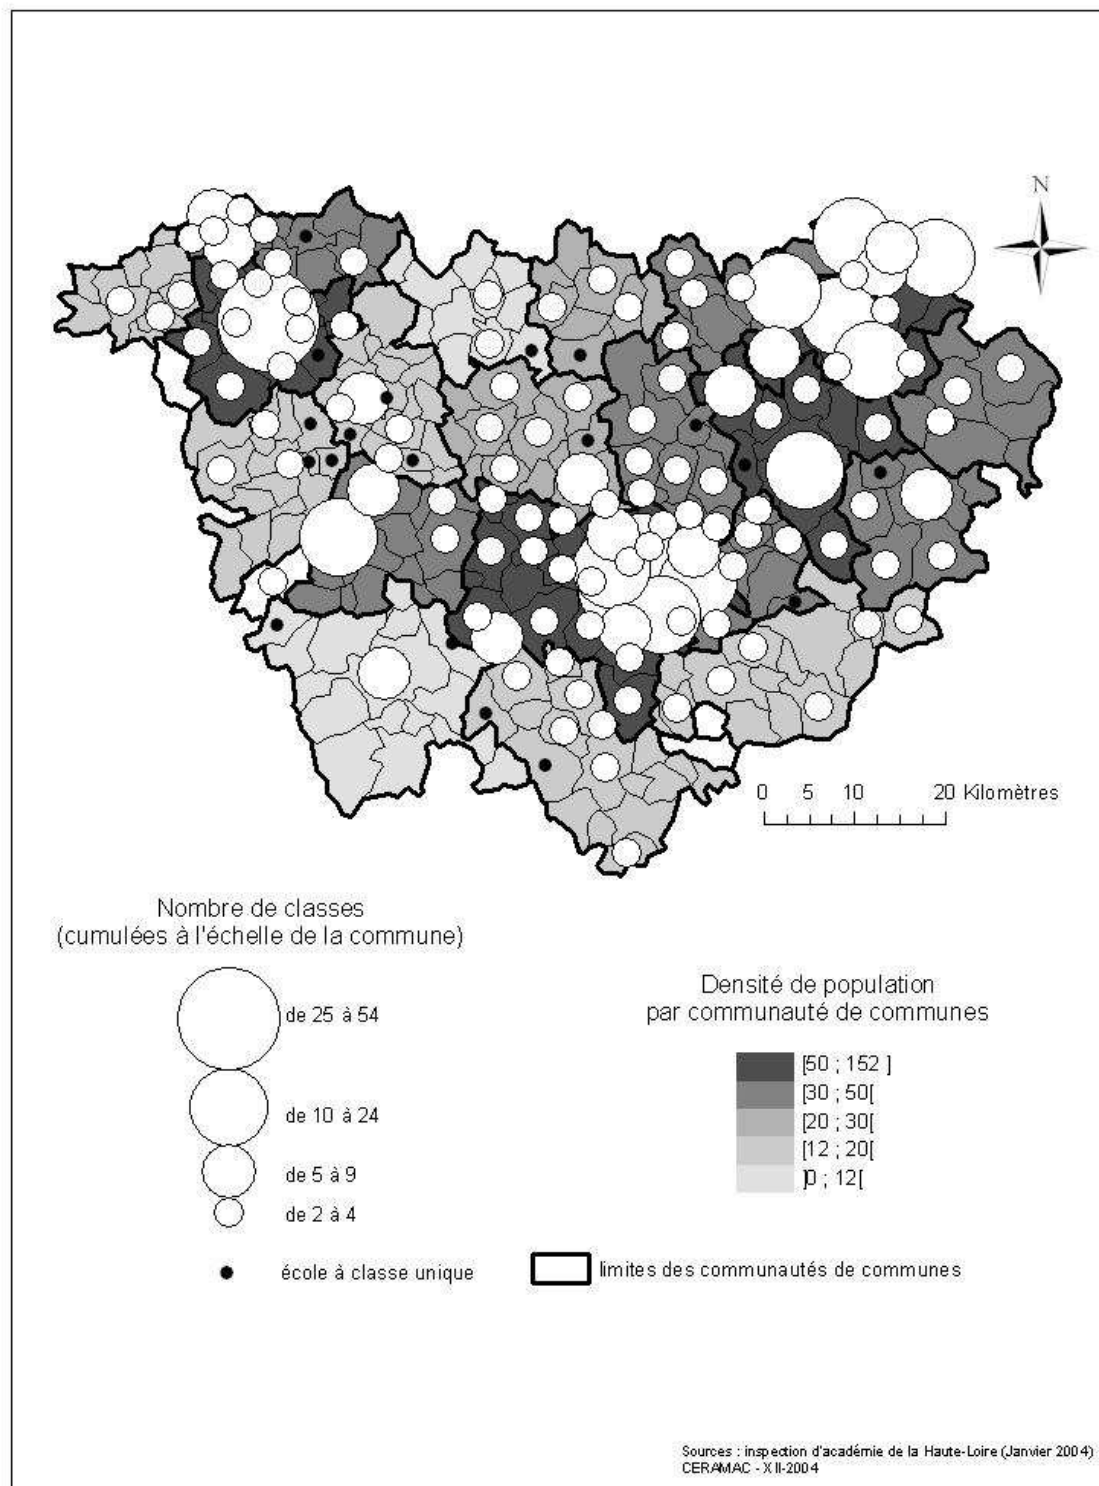 N
0 5 10 20 Kilomètres
Nombre de classes
(cumulées à l'échelle de la commune)
de 25 à 54
de 10 à 24
de 5 à 9
de 2 à 4
école à classe unique
Densité de population
par communauté de communes
[50 ; 152 ]
[30 ; 50[
[20 ; 30[
[12 ; 20[
]0 ; 12[
limites des communautés de communes
Sources : inspection d'académie de la Haute-Loire (Janvier 2004)
CERAMAC - XII-2004